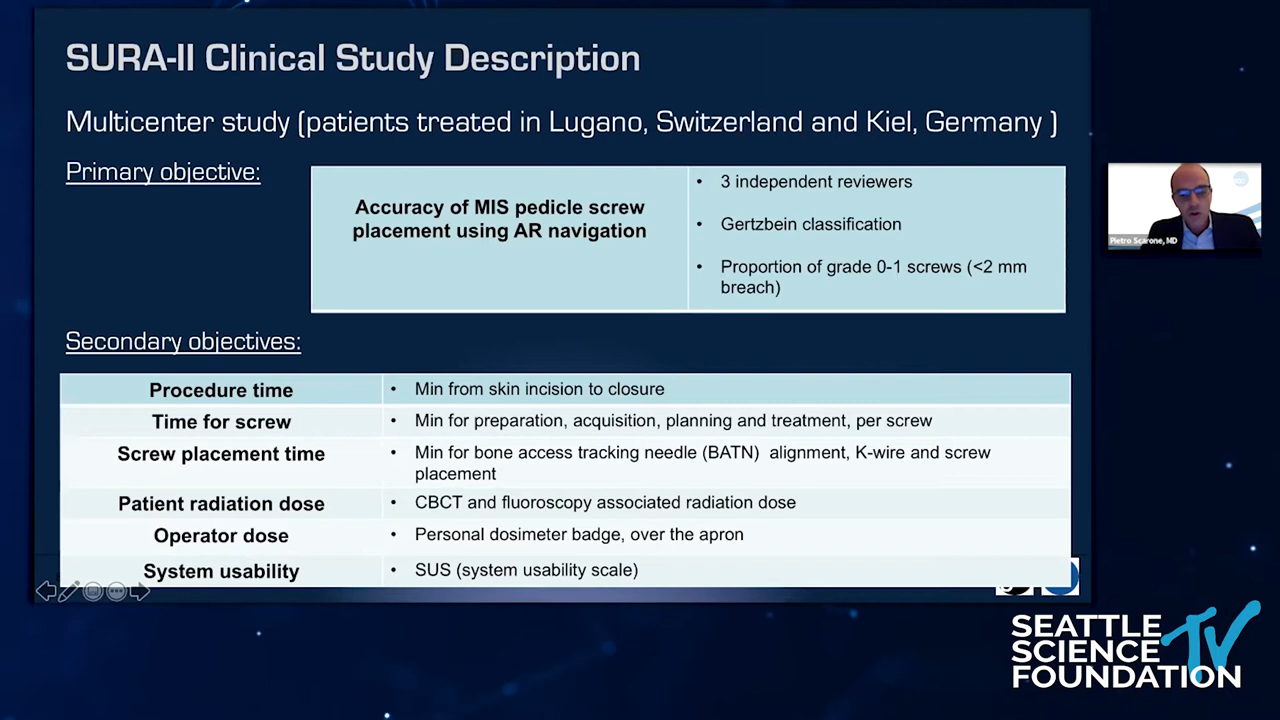 SURA-II Clinical Study Description
Multicenter study (patients treated in Lugano, Switzerland and Kiel, Germany )
Primary objective:
Accuracy of MIS pedicle screw
placement using AR navigation
• 3 independent reviewers
• Gertzbein classification
• Proportion of grade 0-1 screws (<2 mm
breach)
Pietro Scarone, MD
Secondary objectives:
Procedure time • Min from skin incision to closure
Time for screw • Min for preparation, acquisition, planning and treatment, per screw
Screw placement time • Min for bone access tracking needle (BATN) alignment, K-wire and screw
placement
Patient radiation dose • CBCT and fluoroscopy associated radiation dose
Operator dose • Personal dosimeter badge, over the apron
System usability • SUS (system usability scale)
SEATTLE
SCIENCE
FOUNDATION
TV